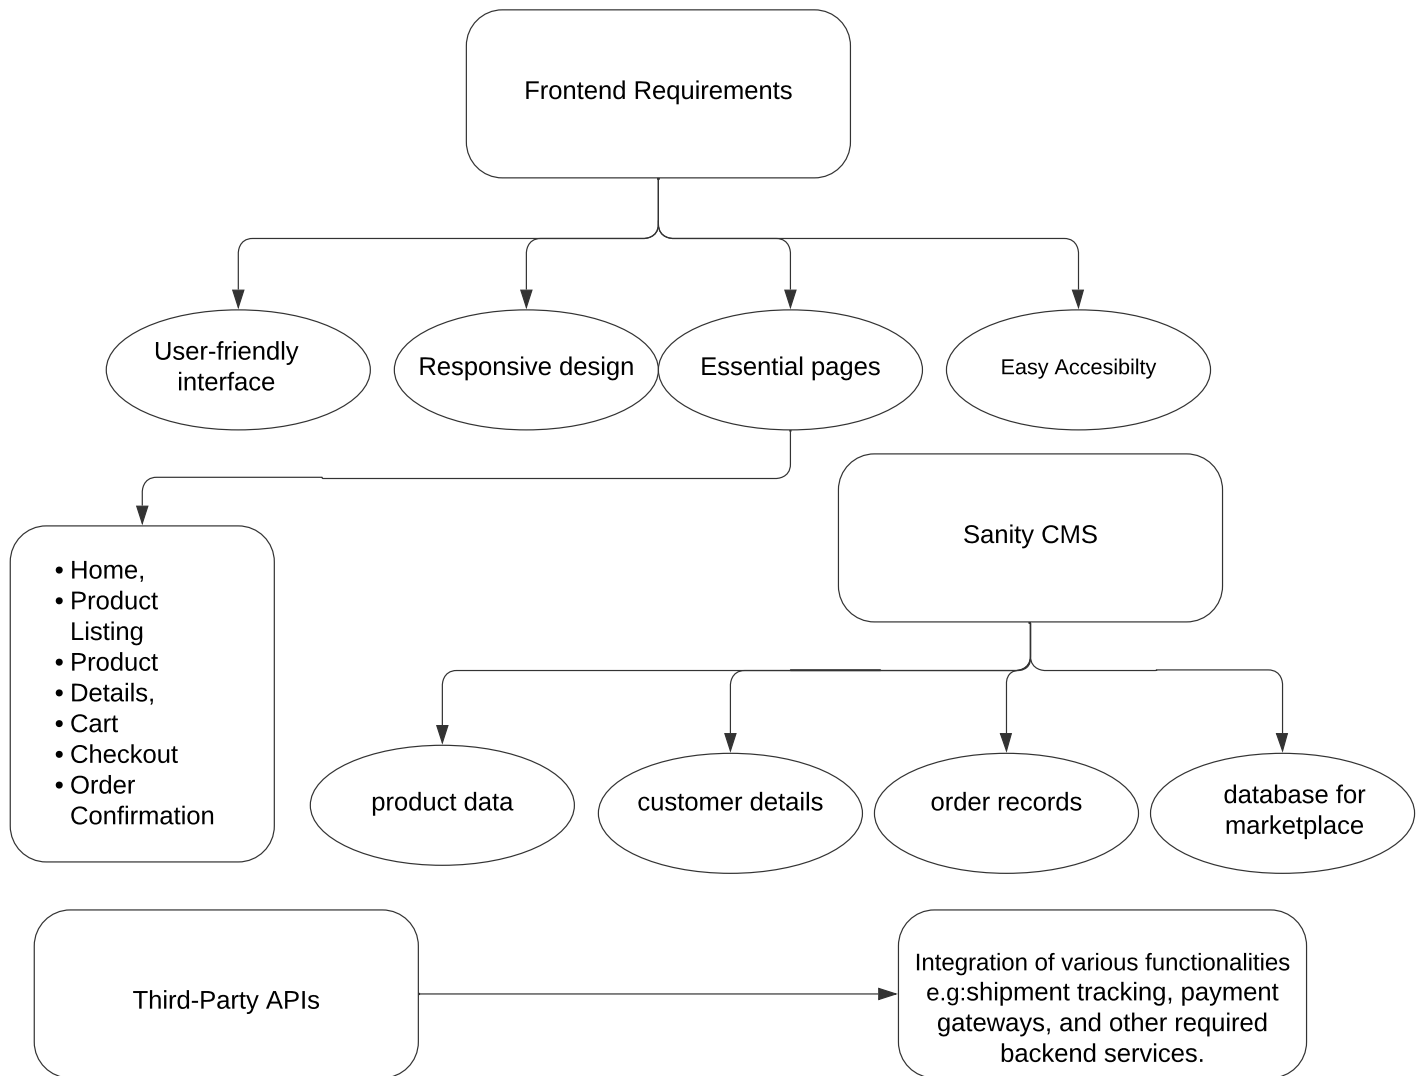 Frontend Requirements
User-friendly
interface
Responsive design
Essential pages
Easy Accesibilty
• Home,
• Product
Listing
• Product
• Details,
• Cart
• Checkout
• Order
Confirmation
Sanity CMS
product data
customer details
order records
database for
marketplace
Third-Party APIs
Integration of various functionalities
e.g:shipment tracking, payment
gateways, and other required
backend services.